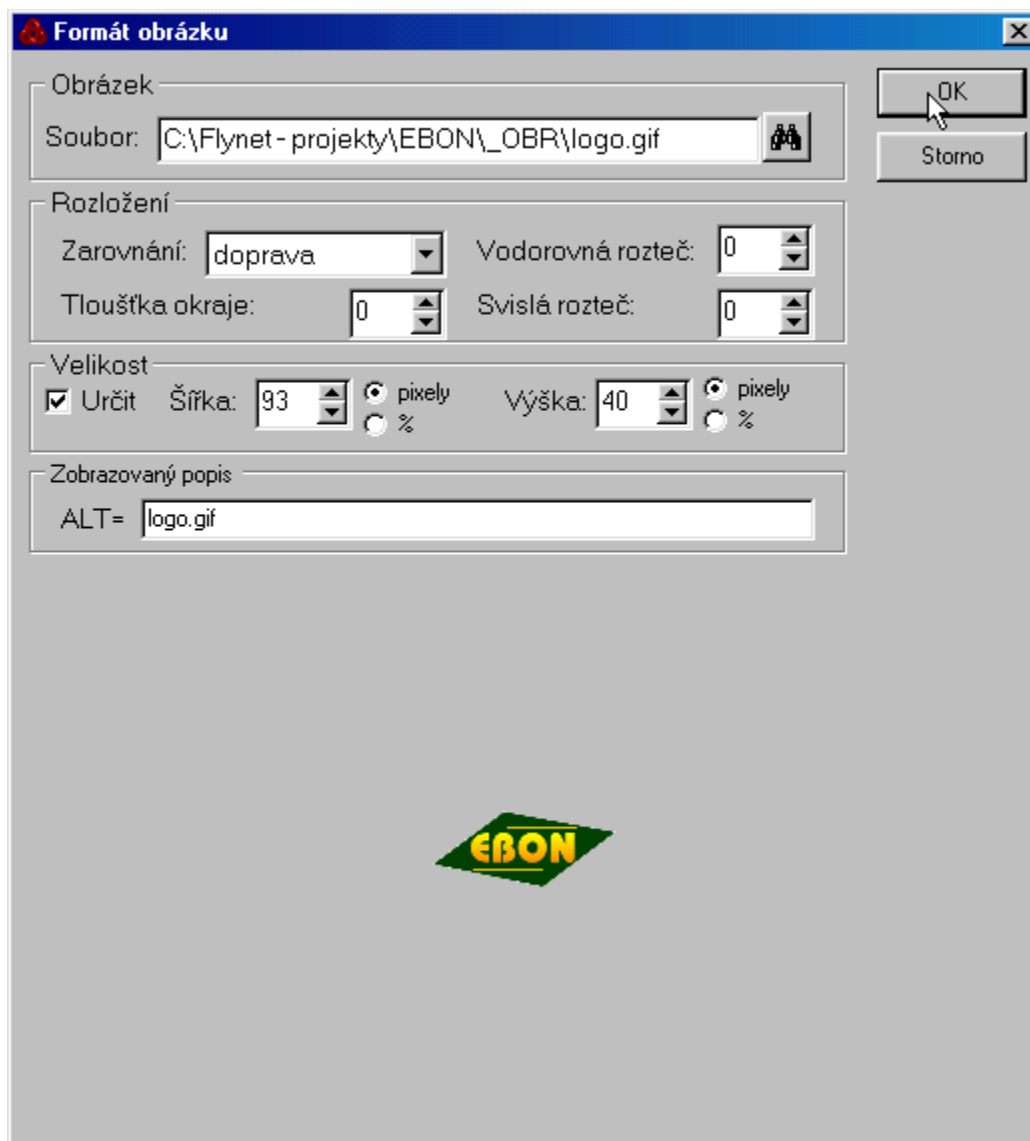 Formát obrázku
Obrázek
OK
Soubor: C:\Flynet - projekty\EBON\_OBR\logo.gif
Storno
Rozložení
Zarovnání: doprava Vodorovná rozteč: 0
Tloušťka okraje: 0 Svislá rozteč: 0
Velikost
Určit Šířka: 93 pixely % Výška: 40 pixely %
Zobrazovaný popis
ALT= logo.gif
EBON